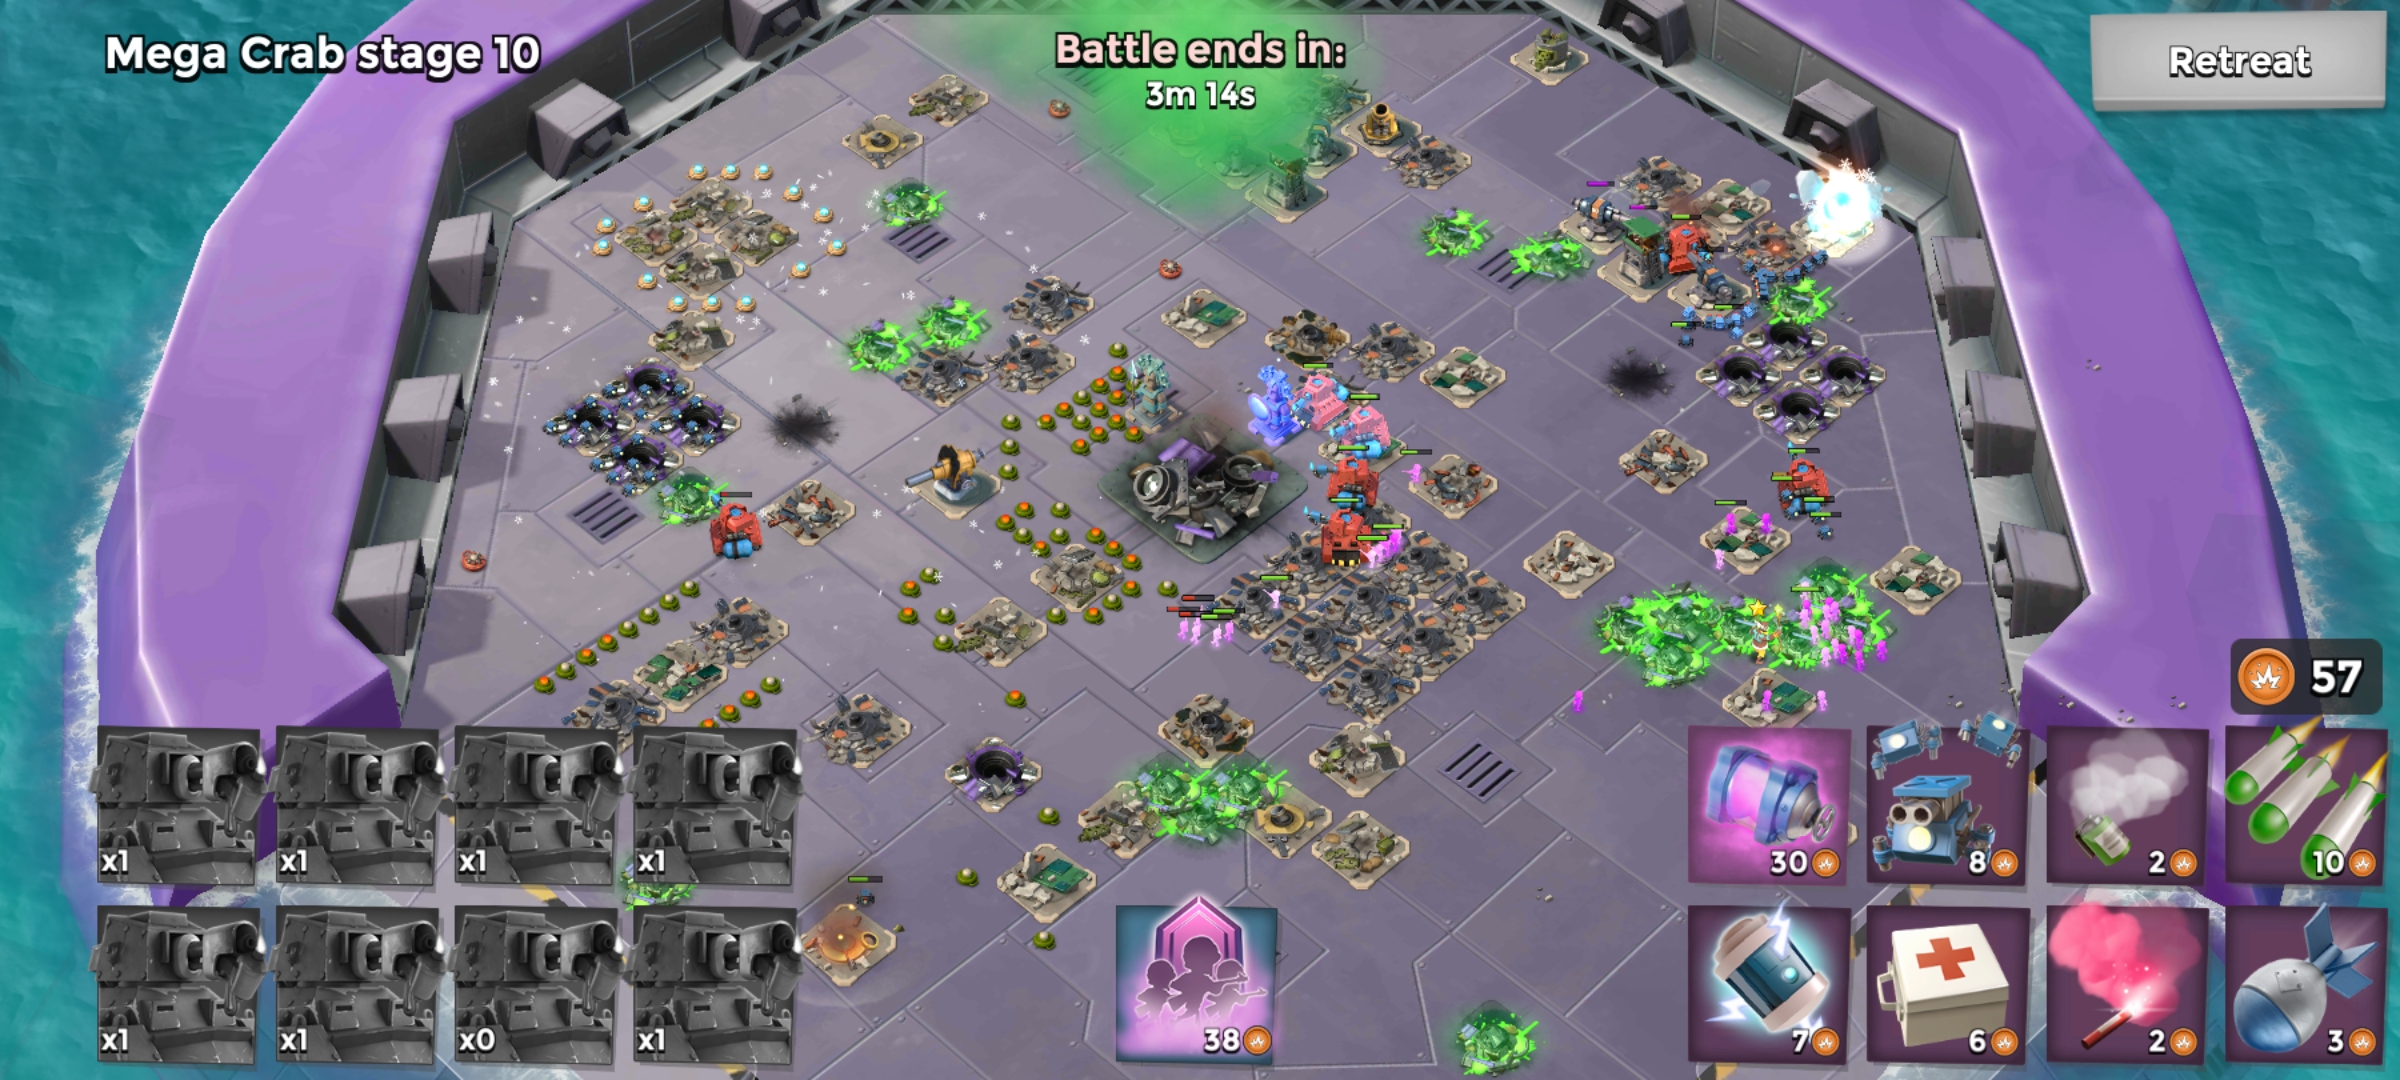 Mega Crab stage 10
Battle ends in:
3m 14s
Retreat
57
x1 x1 x1 x1
30 8 2 10
x1 x1 x0 x1
38
7 6 2 3